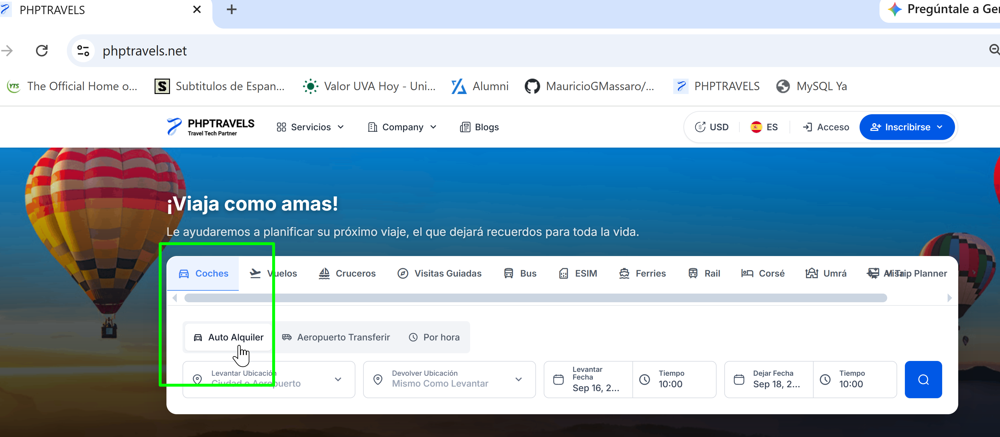 PHPTRAVELS
Pregúntale a Ge
phptravels.net
YTS The Official Home o...
S Subtitulos de Espan...
Valor UVA Hoy - Uni...
Alumni
MauricioGMassaro/...
PHPTRAVELS
MySQL Ya
PHPTRAVELS
Travel Tech Partner
Servicios
Company
Blogs
$ USD
ES
Acceso
Inscribirse
¡Viaja como amas!
Le ayudaremos a planificar su próximo viaje, el que dejará recuerdos para toda la vida.
Coches
Vuelos
Cruceros
Visitas Guiadas
Bus
ESIM
Ferries
Rail
Corsé
Umrá
Trip Planner
Auto Alquiler
Aeropuerto Transferir
Por hora
Levantar Ubicación
Ciudad o Aeropuerto
Devolver Ubicación
Mismo Como Levantar
Levantar
Fecha
Sep 16, 2...
Tiempo
10:00
Dejar Fecha
Sep 18, 2...
Tiempo
10:00